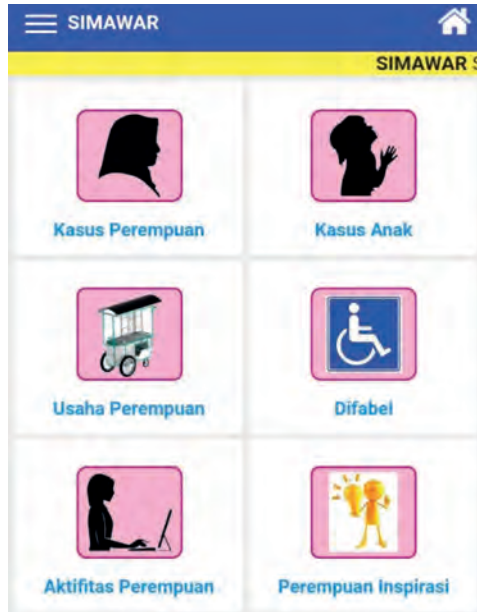 SIMAWAR
SIMAWAR
Kasus Perempuan
Kasus Anak
Usaha Perempuan
Difabel
Aktifitas Perempuan
Perempuan Inspirasi